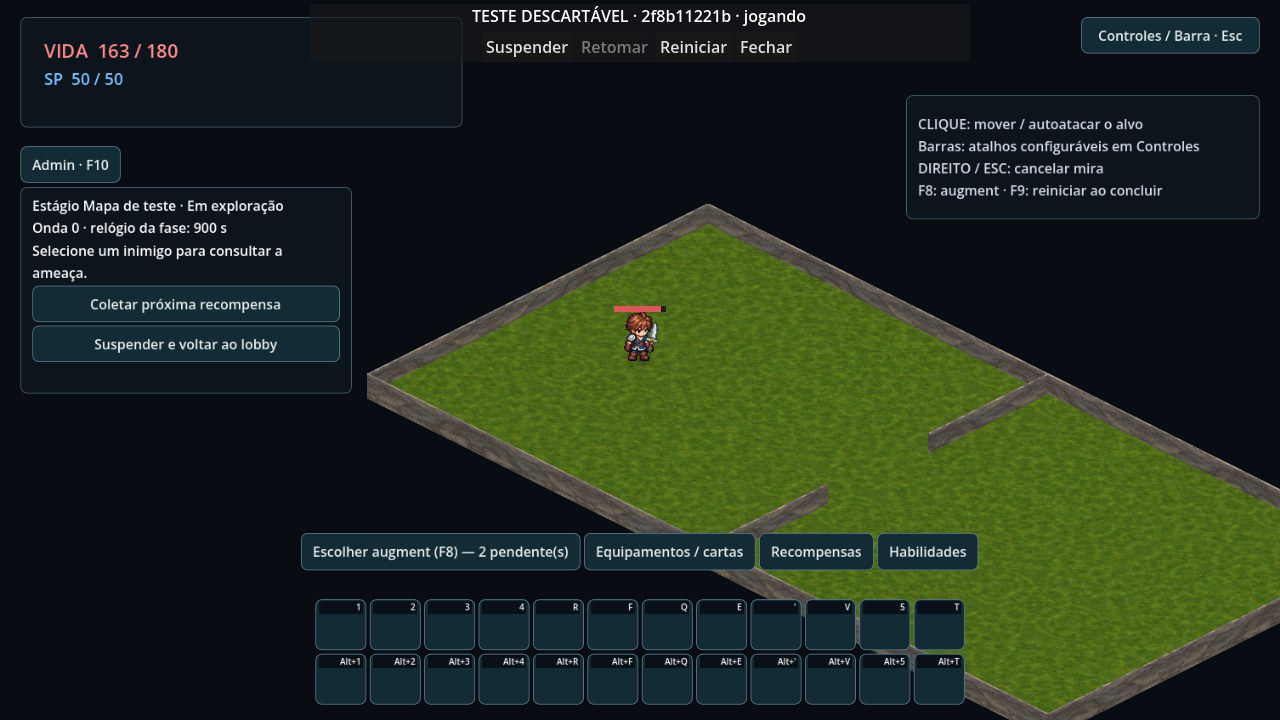 TESTE DESCARTÁVEL · 2f8b11221b · jogando
Suspender Retomar Reiniciar Fechar
VIDA 163 / 180
SP 50 / 50
Controles / Barra · Esc
CLIQUE: mover / autoatacar o alvo
Barras: atalhos configuráveis em Controles
DIREITO / ESC: cancelar mira
F8: augment · F9: reiniciar ao concluir
Admin · F10
Estágio Mapa de teste · Em exploração
Onda 0 · relógio da fase: 900 s
Selecione um inimigo para consultar a
ameaça.
Coletar próxima recompensa
Suspender e voltar ao lobby
Escolher augment (F8) — 2 pendente(s) Equipamentos / cartas Recompensas Habilidades
1 2 3 4 R F Q E ' V 5 T
Alt+1 Alt+2 Alt+3 Alt+4 Alt+R Alt+F Alt+Q Alt+E Alt+' Alt+V Alt+5 Alt+T